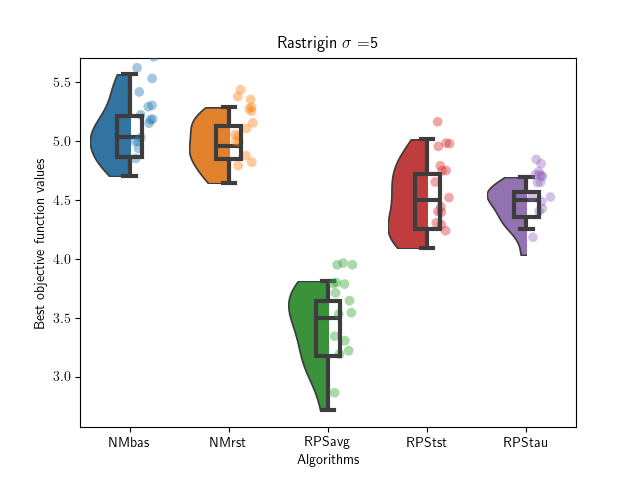 Rastrigin σ =5
Best objective function values
5.5
5.0
4.5
4.0
3.5
3.0
NMbas NMrst RPSavg RPStst RPStau
Algorithms